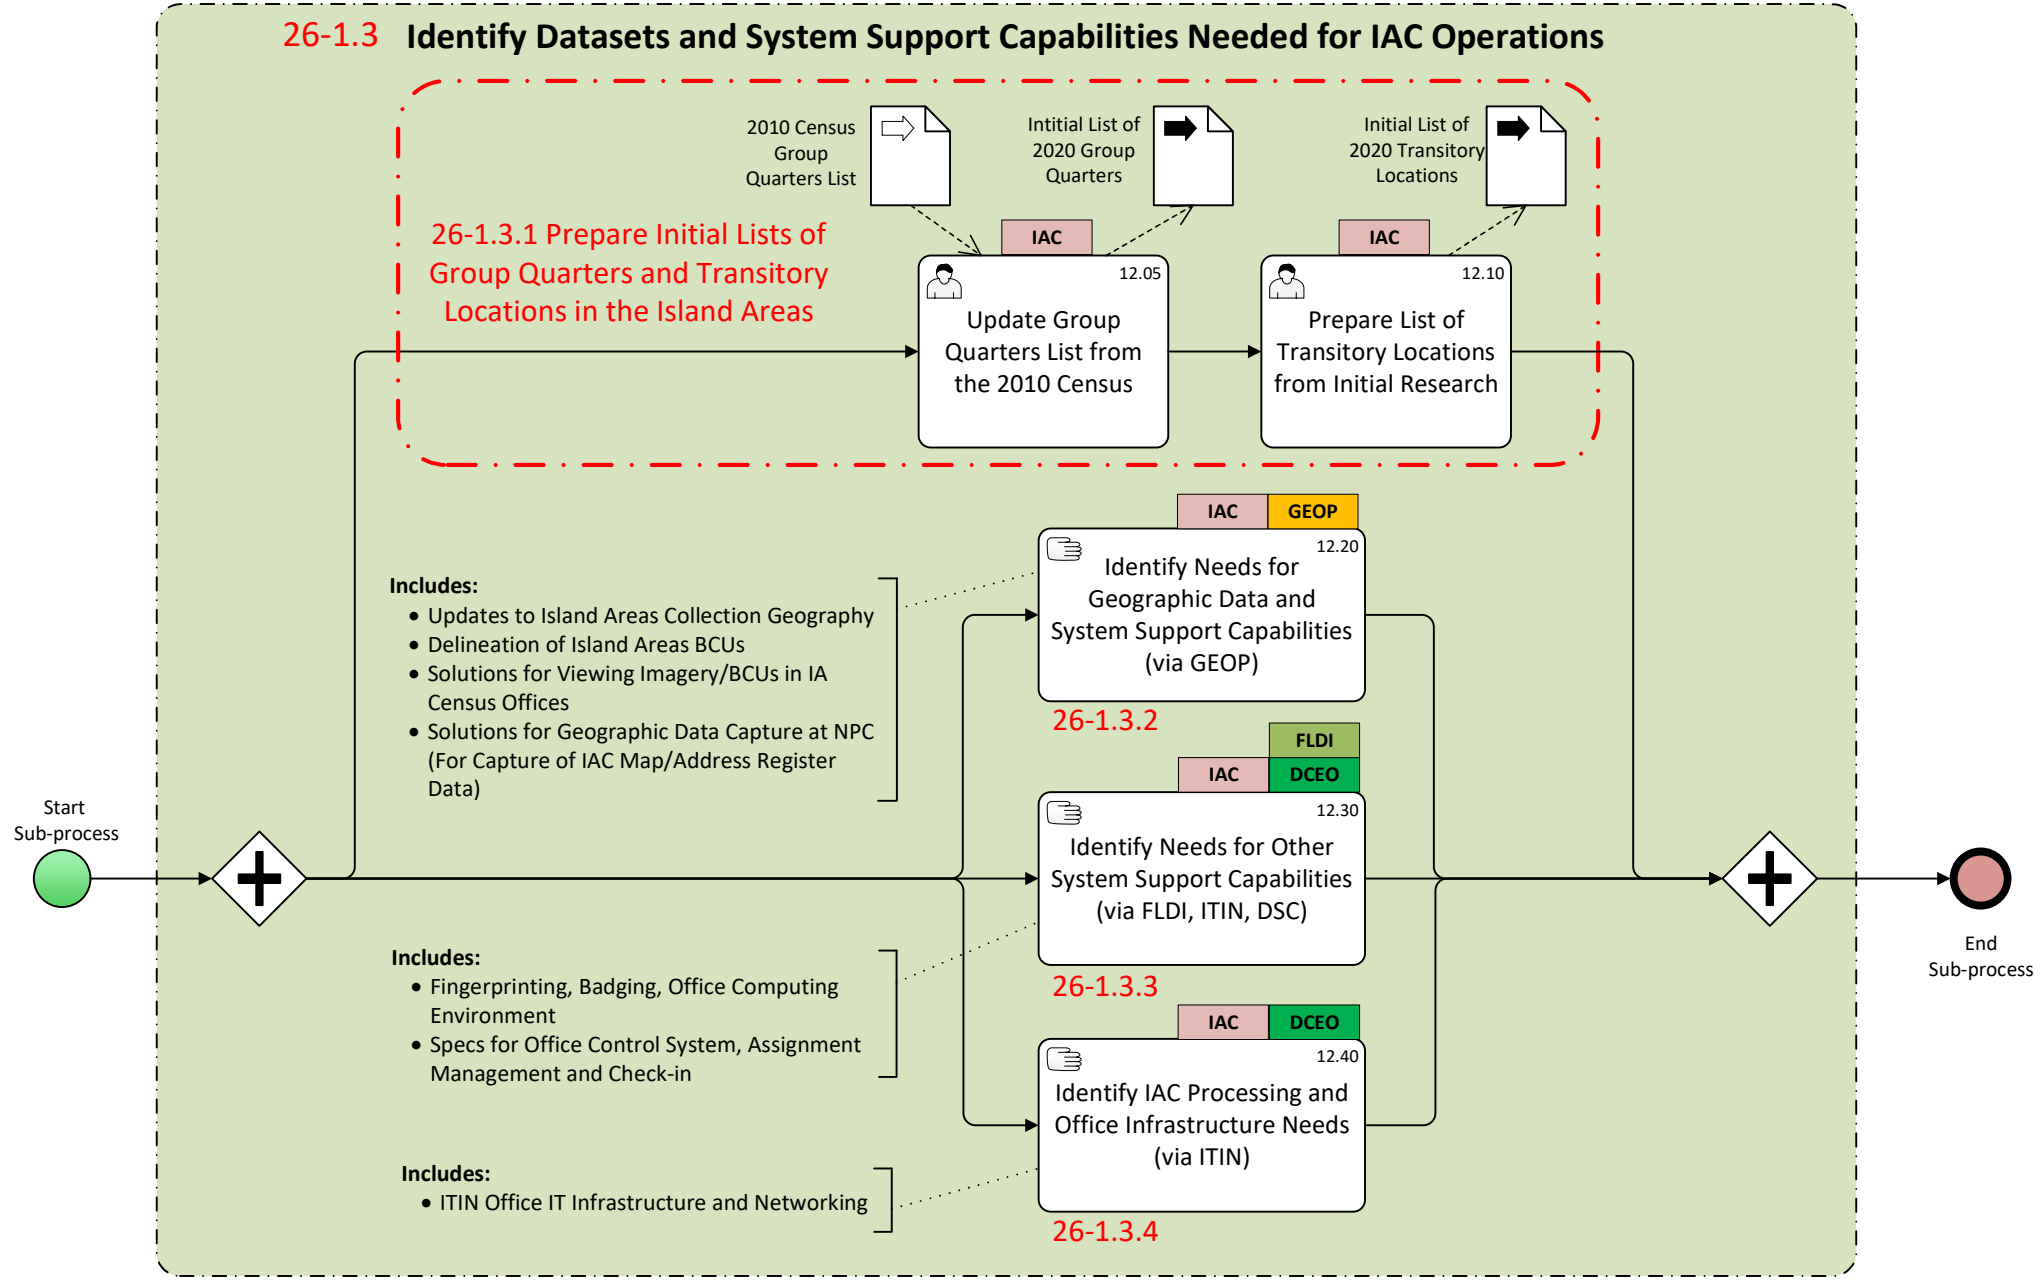 26-1.3 Identify Datasets and System Support Capabilities Needed for IAC Operations
2010 Census
Group
Quarters List
Intitial List of
2020 Group
Quarters
Initial List of
2020 Transitory
Locations
26-1.3.1 Prepare Initial Lists of
Group Quarters and Transitory
Locations in the Island Areas
IAC
12.05
Update Group
Quarters List from
the 2010 Census
IAC
12.10
Prepare List of
Transitory Locations
from Initial Research
IAC
GEOP
12.20
Identify Needs for
Geographic Data and
System Support Capabilities
(via GEOP)
26-1.3.2
Includes:
• Updates to Island Areas Collection Geography
• Delineation of Island Areas BCUs
• Solutions for Viewing Imagery/BCUs in IA
Census Offices
• Solutions for Geographic Data Capture at NPC
(For Capture of IAC Map/Address Register
Data)
Start
Sub-process
FLDI
IAC
DCEO
12.30
Identify Needs for Other
System Support Capabilities
(via FLDI, ITIN, DSC)
26-1.3.3
Includes:
• Fingerprinting, Badging, Office Computing
Environment
• Specs for Office Control System, Assignment
Management and Check-in
End
Sub-process
IAC
DCEO
12.40
Identify IAC Processing and
Office Infrastructure Needs
(via ITIN)
26-1.3.4
Includes:
• ITIN Office IT Infrastructure and Networking